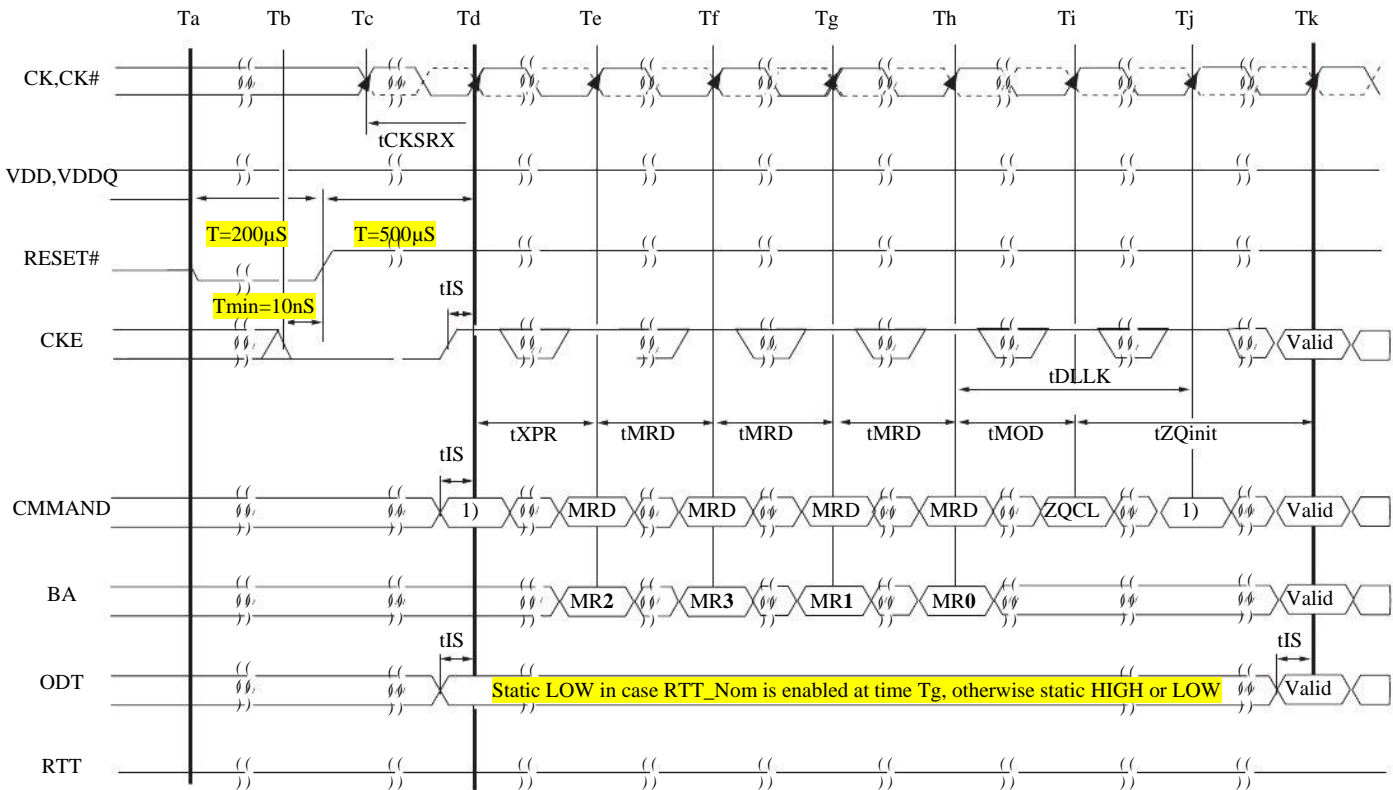 Ta Tb Tc Td Te Tf Tg Th Ti Tj Tk
CK,CK#
tCKSRX
VDD,VDDQ
T=200µS T=500µS
RESET#
Tmin=10nS tIS
CKE Valid
tDLLK
tXPR tMRD tMRD tMRD tMOD tZQinit
tIS
CMMAND 1) MRD MRD MRD MRD ZQCL 1) Valid
BA MR2 MR3 MR1 MR0 Valid
tIS tIS
ODT Static LOW in case RTT_Nom is enabled at time Tg, otherwise static HIGH or LOW Valid
RTT